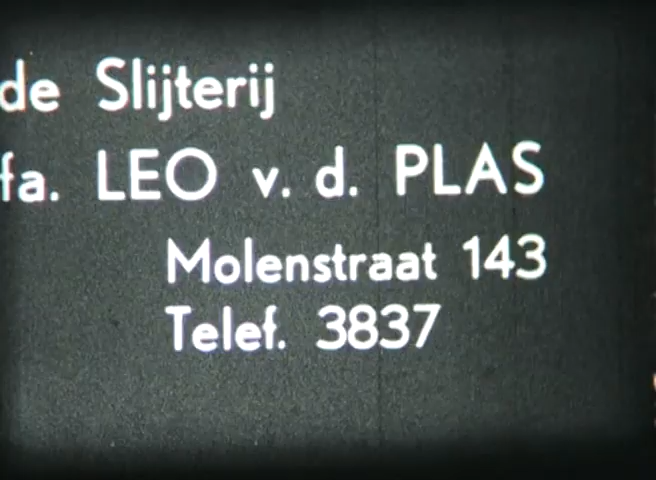 de Slijterij
fa. LEO v. d. PLAS
Molenstraat 143
Telef. 3837